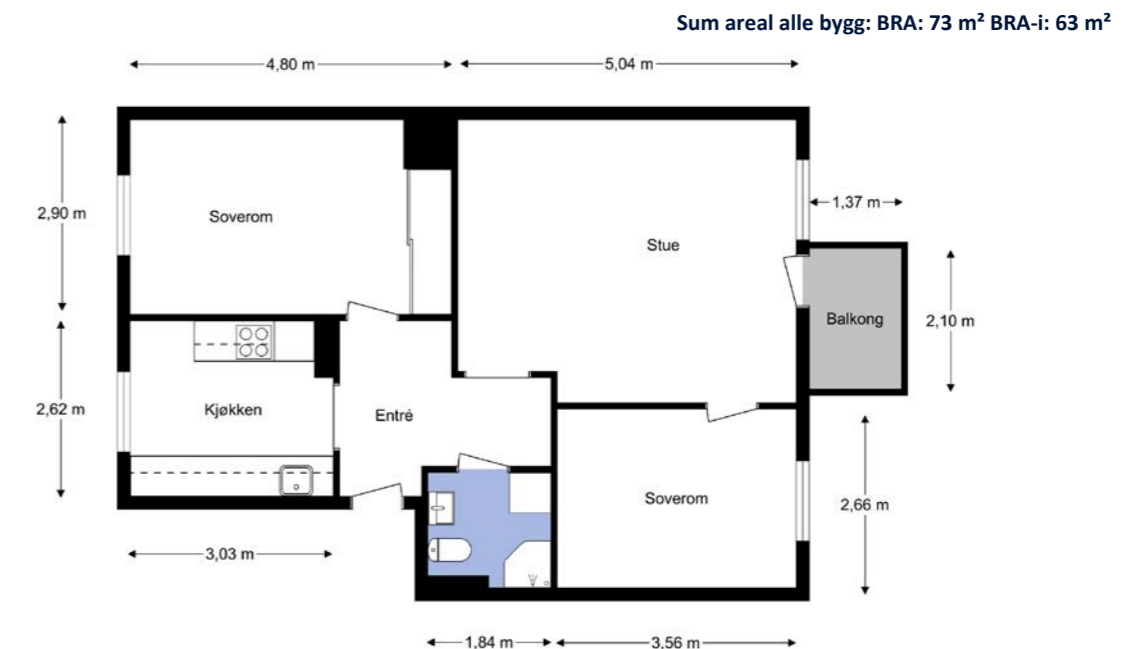 Sum areal alle bygg: BRA: 73 m² BRA-i: 63 m²
4,80 m
5,04 m
2,90 m
Soverom
1,37 m
Stue
Balkong
2,10 m
2,62 m
Kjøkken
Entré
Soverom
2,66 m
3,03 m
1,84 m
3,56 m